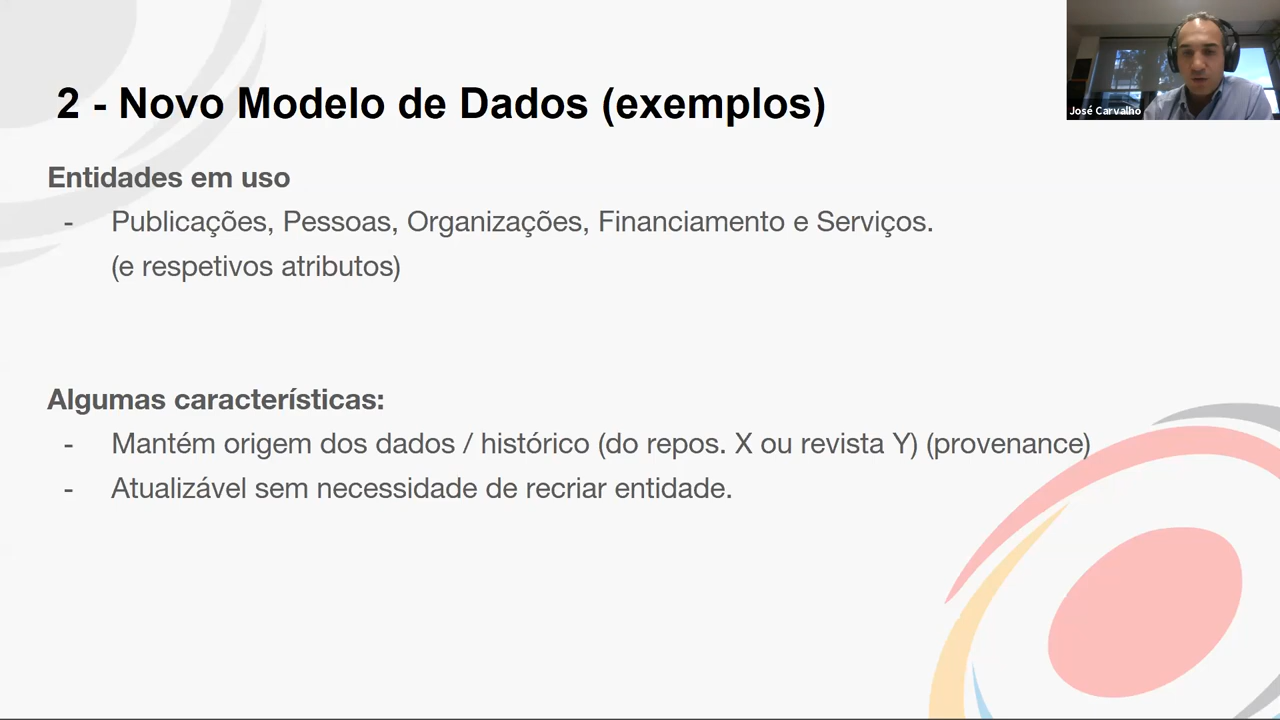 2 - Novo Modelo de Dados (exemplos)
José Carvalho
Entidades em uso
- Publicações, Pessoas, Organizações, Financiamento e Serviços.
(e respetivos atributos)
Algumas características:
- Mantém origem dos dados / histórico (do repos. X ou revista Y) (provenance)
- Atualizável sem necessidade de recriar entidade.